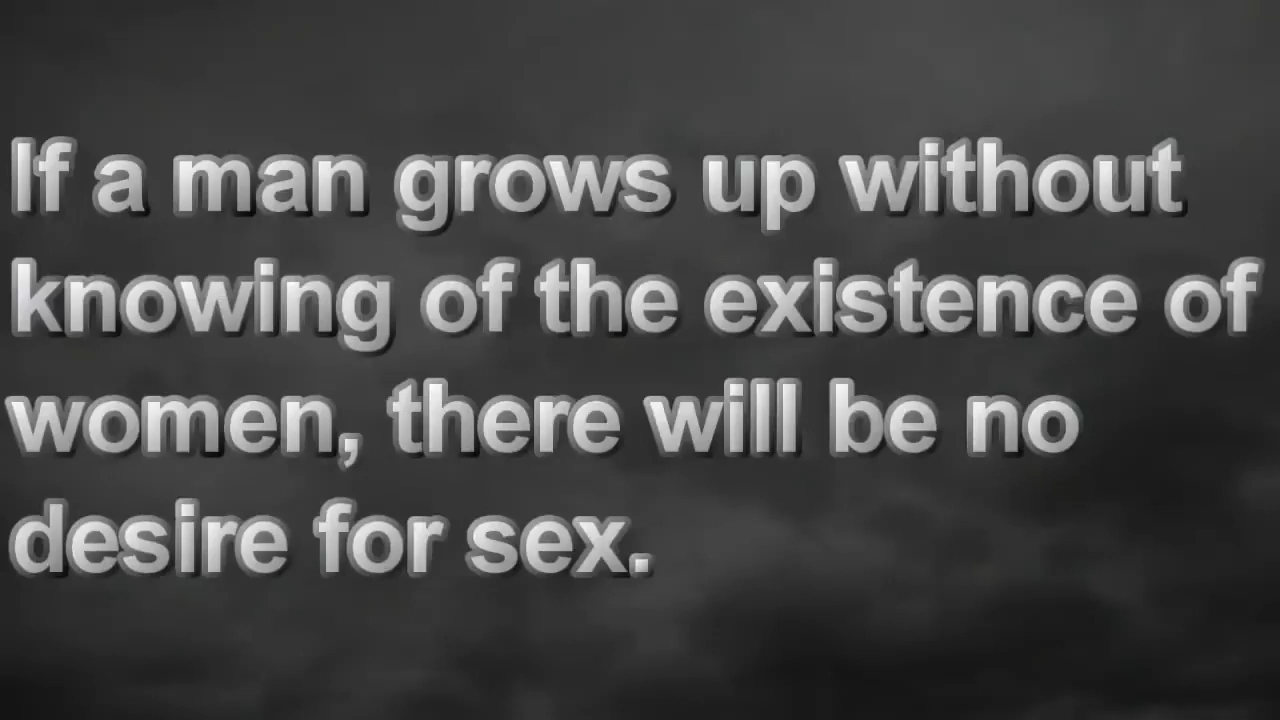 If a man grows up without
knowing of the existence of
women, there will be no
desire for sex.